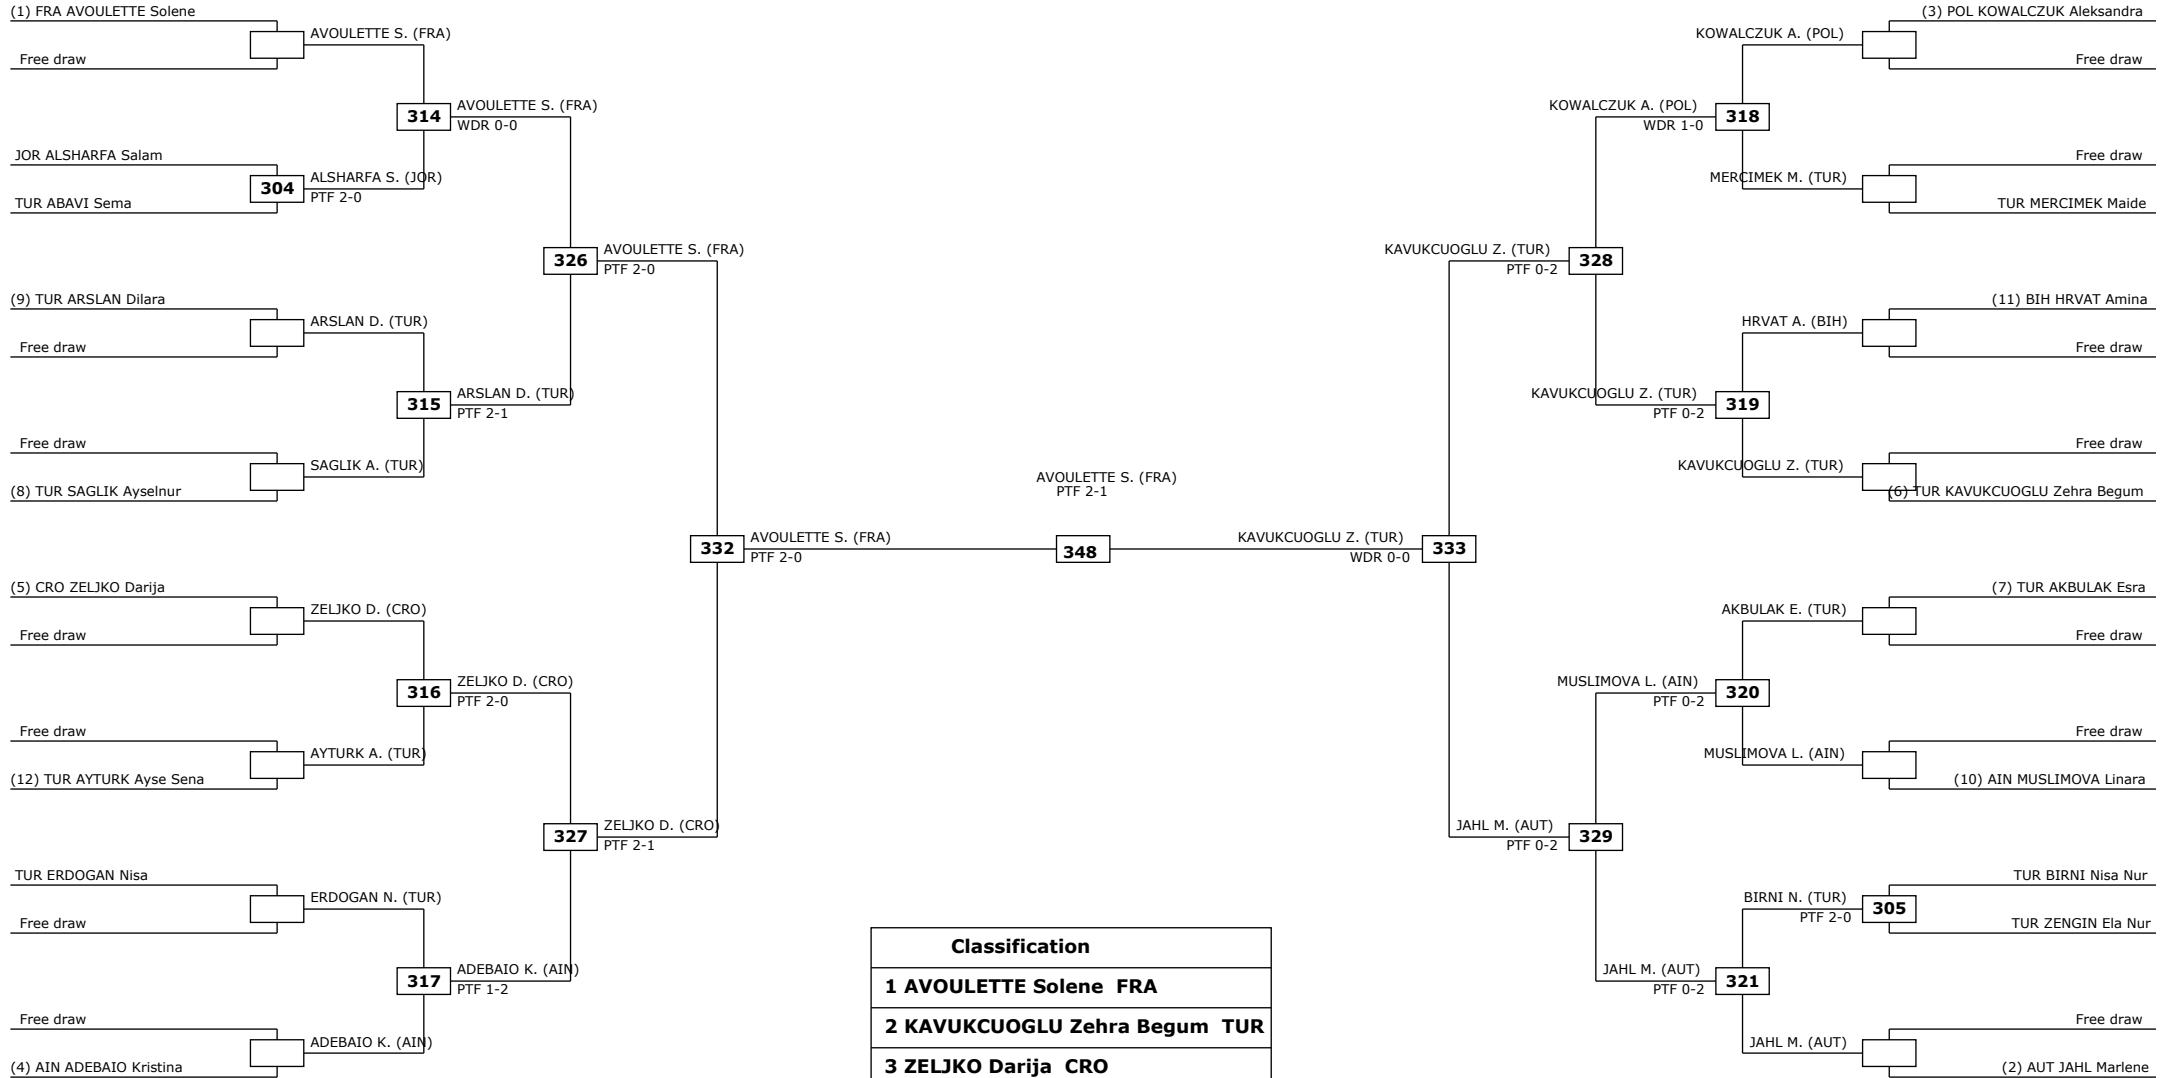 (1) FRA AVOULETTE Solene
AVOULETTE S. (FRA)
Free draw
314
AVOULETTE S. (FRA)
WDR 0-0
JOR ALSHARFA Salam
304
ALSHARFA S. (JOR)
PTF 2-0
TUR ABAVI Sema
326
AVOULETTE S. (FRA)
PTF 2-0
(9) TUR ARSLAN Dilara
ARSLAN D. (TUR)
Free draw
315
ARSLAN D. (TUR)
PTF 2-1
Free draw
SAGLIK A. (TUR)
(8) TUR SAGLIK Ayselnur
332
AVOULETTE S. (FRA)
PTF 2-0
(5) CRO ZELJKO Darija
ZELJKO D. (CRO)
Free draw
316
ZELJKO D. (CRO)
PTF 2-0
Free draw
AYTURK A. (TUR)
(12) TUR AYTURK Ayse Sena
327
ZELJKO D. (CRO)
PTF 2-1
TUR ERDOGAN Nisa
ERDOGAN N. (TUR)
Free draw
317
ADEBAIO K. (AIN)
PTF 1-2
Free draw
ADEBAIO K. (AIN)
(4) AIN ADEBAIO Kristina
AVOULETTE S. (FRA)
PTF 2-1
348
(3) POL KOWALCZUK Aleksandra
KOWALCZUK A. (POL)
Free draw
KOWALCZUK A. (POL)
WDR 1-0
318
Free draw
MERCIMEK M. (TUR)
TUR MERCIMEK Maide
KAVUKCUOGLU Z. (TUR)
PTF 0-2
328
(11) BIH HRVAT Amina
HRVAT A. (BIH)
Free draw
KAVUKCUOGLU Z. (TUR)
PTF 0-2
319
Free draw
KAVUKCUOGLU Z. (TUR)
(6) TUR KAVUKCUOGLU Zehra Begum
KAVUKCUOGLU Z. (TUR)
WDR 0-0
333
(7) TUR AKBULAK Esra
AKBULAK E. (TUR)
Free draw
MUSLIMOVA L. (AIN)
PTF 0-2
320
Free draw
MUSLIMOVA L. (AIN)
(10) AIN MUSLIMOVA Linara
JAHL M. (AUT)
PTF 0-2
329
TUR BIRNI Nisa Nur
BIRNI N. (TUR)
PTF 2-0
305
TUR ZENGIN Ela Nur
JAHL M. (AUT)
PTF 0-2
321
Free draw
JAHL M. (AUT)
(2) AUT JAHL Marlene
Classification
1 AVOULETTE Solene FRA
2 KAVUKCUOGLU Zehra Begum TUR
3 ZELJKO Darija CRO